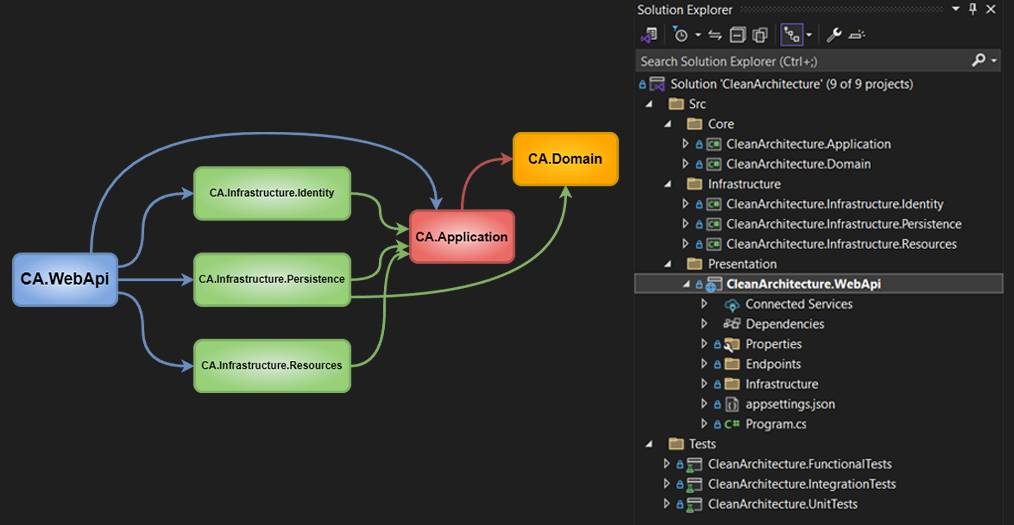 CA.Domain
CA.Infrastructure.Identity
CA.Application
CA.WebApi
CA.Infrastructure.Persistence
CA.Infrastructure.Resources
Solution Explorer
Search Solution Explorer (Ctrl+;)
Solution 'CleanArchitecture' (9 of 9 projects)
Src
Core
CleanArchitecture.Application
CleanArchitecture.Domain
Infrastructure
CleanArchitecture.Infrastructure.Identity
CleanArchitecture.Infrastructure.Persistence
CleanArchitecture.Infrastructure.Resources
Presentation
CleanArchitecture.WebApi
Connected Services
Dependencies
Properties
Endpoints
Infrastructure
appsettings.json
C# Program.cs
Tests
CleanArchitecture.FunctionalTests
CleanArchitecture.IntegrationTests
CleanArchitecture.UnitTests